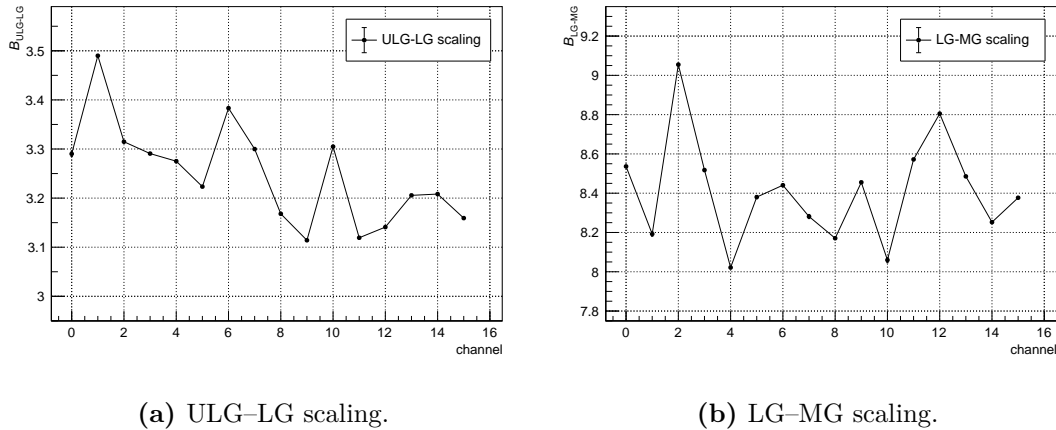 B_ULG-LG
3.5
3.4
3.3
3.2
3.1
3
0 2 4 6 8 10 12 14 16
channel
ULG-LG scaling
(a) ULG–LG scaling.
B_LG–MG
9.2
9
8.8
8.6
8.4
8.2
8
7.8
0 2 4 6 8 10 12 14 16
channel
LG-MG scaling
(b) LG–MG scaling.